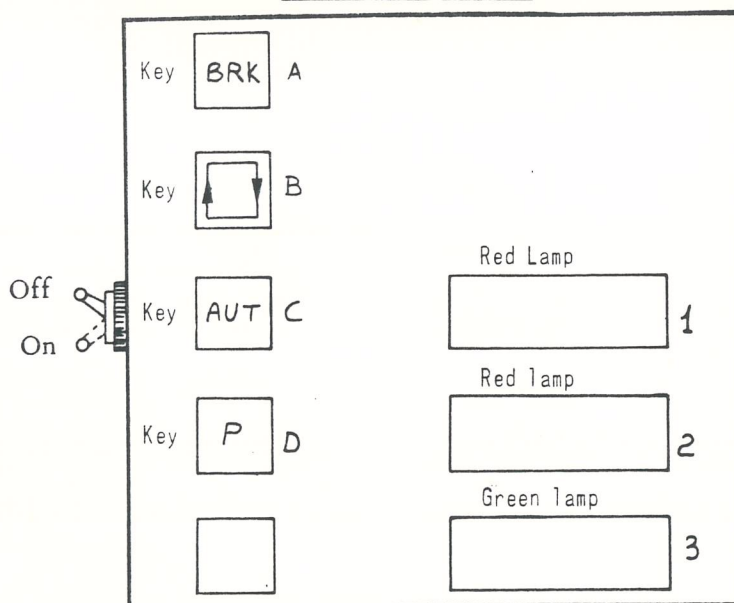 Key BRK A
Key B
Red Lamp
Off
Key AUT C
1
On
Red lamp
Key P D
2
Green lamp
3